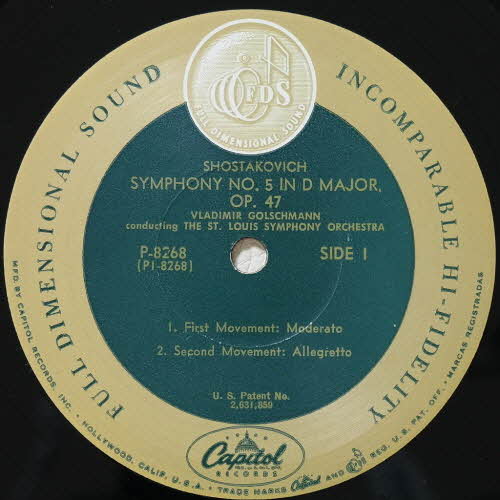 FDS
FULL DIMENSIONAL SOUND
FULL DIMENSIONAL SOUND
INCOMPARABLE HI-FIDELITY
SHOSTAKOVICH
SYMPHONY NO. 5 IN D MAJOR,
OP. 47
VLADIMIR GOLSCHMANN
conducting THE ST. LOUIS SYMPHONY ORCHESTRA
P-8268
(P1-8268)
SIDE 1
1. First Movement: Moderato
2. Second Movement: Allegretto
U. S. Patent No.
2,631,859
Capitol
RECORDS
MFD. BY CAPITOL RECORDS, INC. • HOLLYWOOD, CALIF., U. S. A. • TRADE MARKS Capitol AND FDS REG. U. S. PAT. OFF. • MARCAS REGISTRADAS